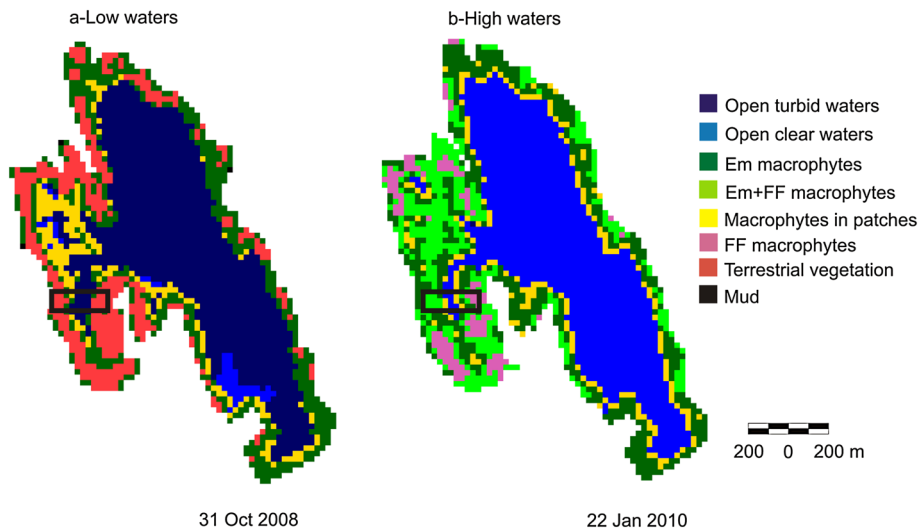 a-Low waters
b-High waters
Open turbid waters
Open clear waters
Em macrophytes
Em+FF macrophytes
Macrophytes in patches
FF macrophytes
Terrestrial vegetation
Mud
200 0 200 m
31 Oct 2008
22 Jan 2010